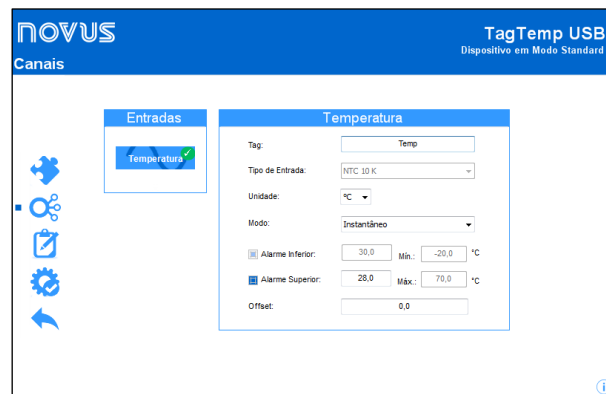 novus
TagTemp USB
Dispositivo em Modo Standard
Canais
Entradas
Temperatura
Temperatura
Tag: Temp
Tipo de Entrada: NTC 10 K
Unidade: ºC
Modo: Instantâneo
Alarme Inferior: 30,0 Mín.: -20,0 °C
Alarme Superior: 28,0 Máx.: 70,0 °C
Offset: 0,0
i